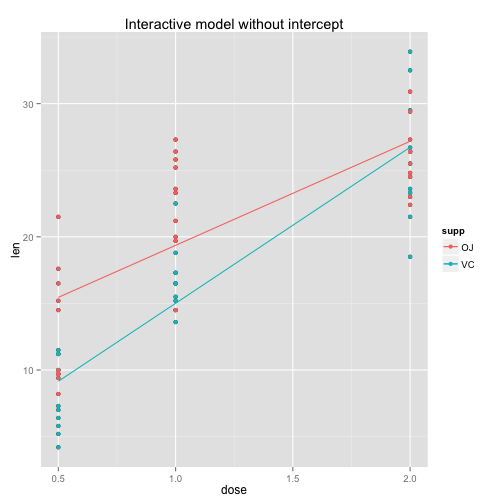 Interactive model without intercept
len
30
20
10
0.5
1.0
1.5
2.0
dose
supp
OJ
VC